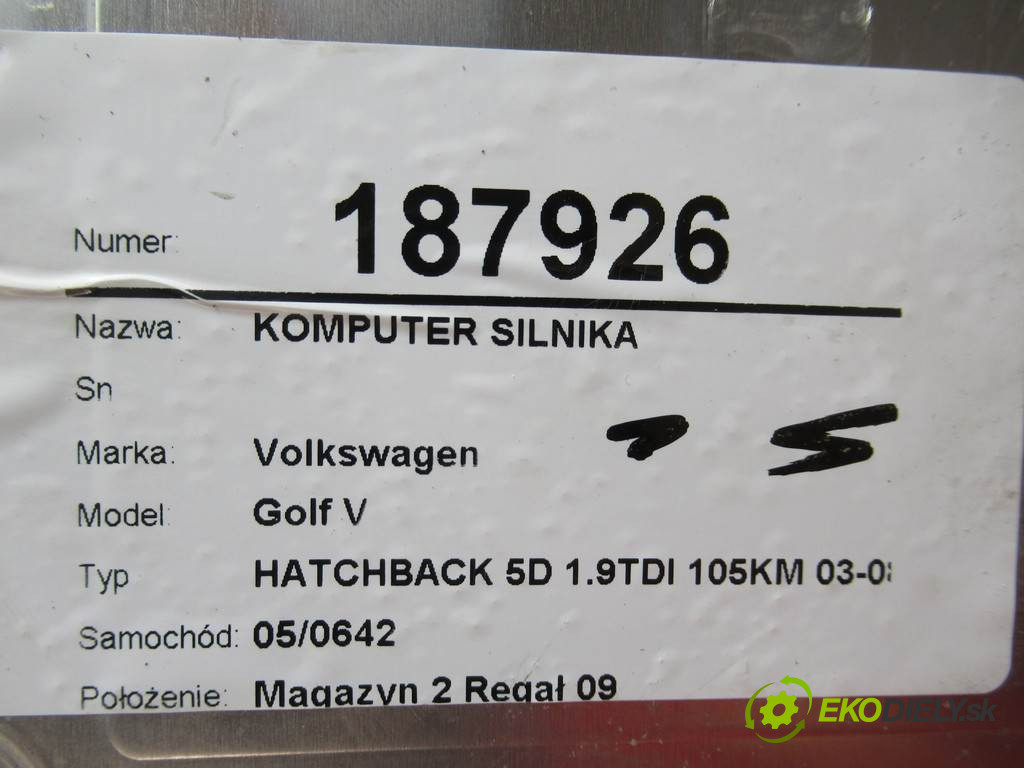 Numer: 187926
Nazwa: KOMPUTER SILNIKA
Sn
Marka: Volkswagen
Model: Golf V
Typ HATCHBACK 5D 1.9TDI 105KM 03-0
Samochód: 05/0642
Położenie: Magazyn 2 Regał 09
EKODIELY.sk